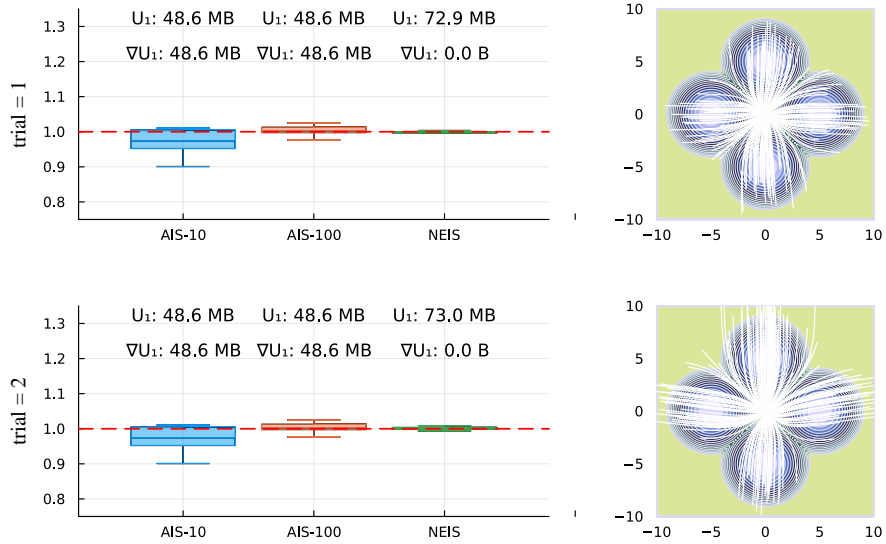 trial = 1
1.3
1.2
1.1
1.0
0.9
0.8
U₁: 48.6 MB U₁: 48.6 MB U₁: 72.9 MB
∇U₁: 48.6 MB ∇U₁: 48.6 MB ∇U₁: 0.0 B
AIS-10 AIS-100 NEIS
10
5
0
−5
−10
−10 −5 0 5 10
trial = 2
1.3
1.2
1.1
1.0
0.9
0.8
U₁: 48.6 MB U₁: 48.6 MB U₁: 73.0 MB
∇U₁: 48.6 MB ∇U₁: 48.6 MB ∇U₁: 0.0 B
AIS-10 AIS-100 NEIS
10
5
0
−5
−10
−10 −5 0 5 10